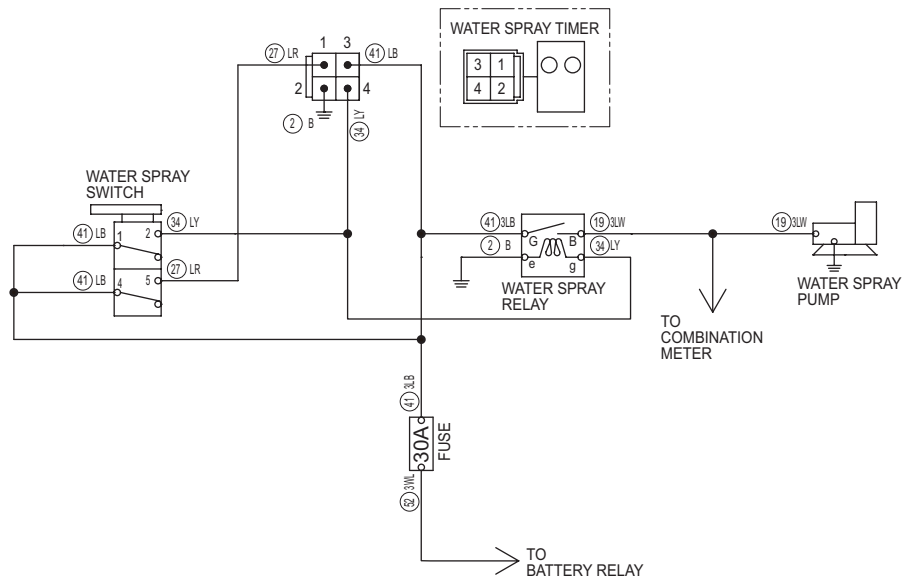 WATER SPRAY TIMER
3 1
4 2
1 3
2 4
27 LR
41 LB
2 B
34 LY
WATER SPRAY
SWITCH
34 LY
41 LB
1 2
27 LR
41 LB
4 5
41 3LB
G B
19 3LW
2 B
e g
34 LY
WATER SPRAY
RELAY
19 3LW
WATER SPRAY
PUMP
TO
COMBINATION
METER
41 3LB
30A
FUSE
52 3WL
TO
BATTERY RELAY